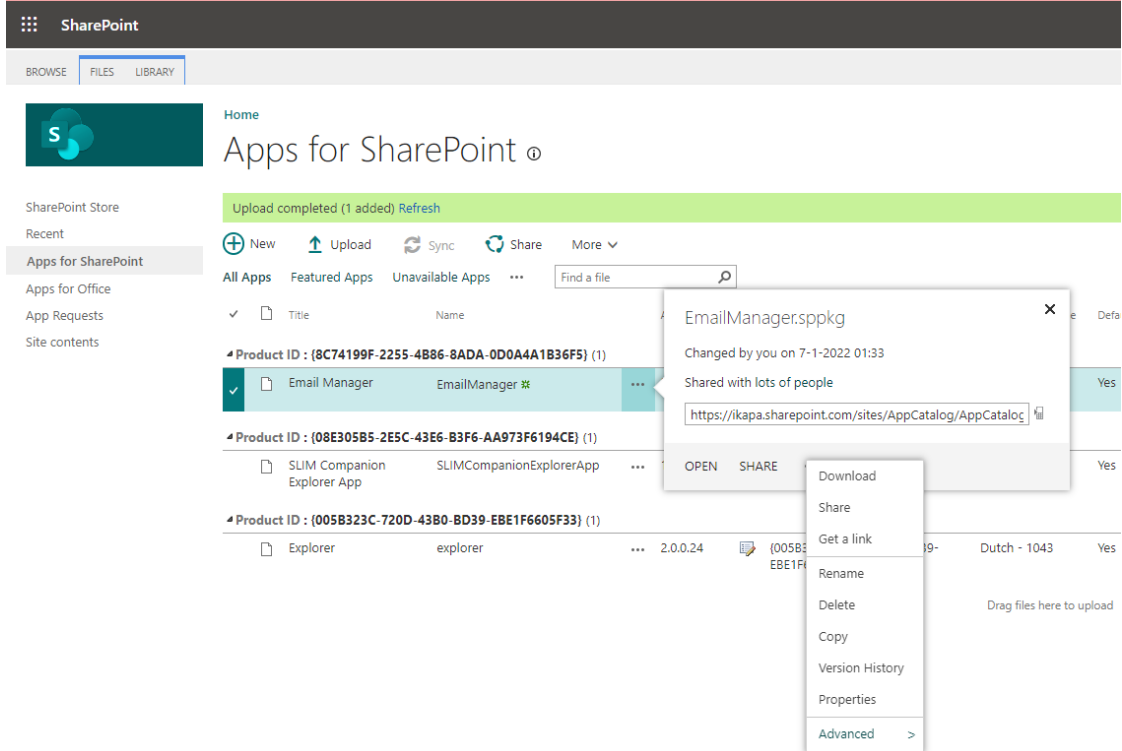 SharePoint
BROWSE FILES LIBRARY
S
Home
Apps for SharePoint
SharePoint Store
Recent
Apps for SharePoint
Apps for Office
App Requests
Site contents
Upload completed (1 added) Refresh
New Upload Sync Share More
All Apps Featured Apps Unavailable Apps ••• Find a file
Title Name
Product ID : {8C74199F-2255-4B86-8ADA-0D0A4A1B36F5} (1)
Email Manager EmailManager ••• Yes
Product ID : {08E305B5-2E5C-43E6-B3F6-AA973F6194CE} (1)
SLIM Companion SLIMCompanionExplorerApp ••• Yes
Explorer App
Product ID : {005B323C-720D-43B0-BD39-EBE1F6605F33} (1)
Explorer explorer ••• 2.0.0.24 Dutch - 1043 Yes
Drag files here to upload
EmailManager.sppkg
Changed by you on 7-1-2022 01:33
Shared with lots of people
https://ikapa.sharepoint.com/sites/AppCatalog/AppCatalog
OPEN SHARE
Download
Share
Get a link
Rename
Delete
Copy
Version History
Properties
Advanced >